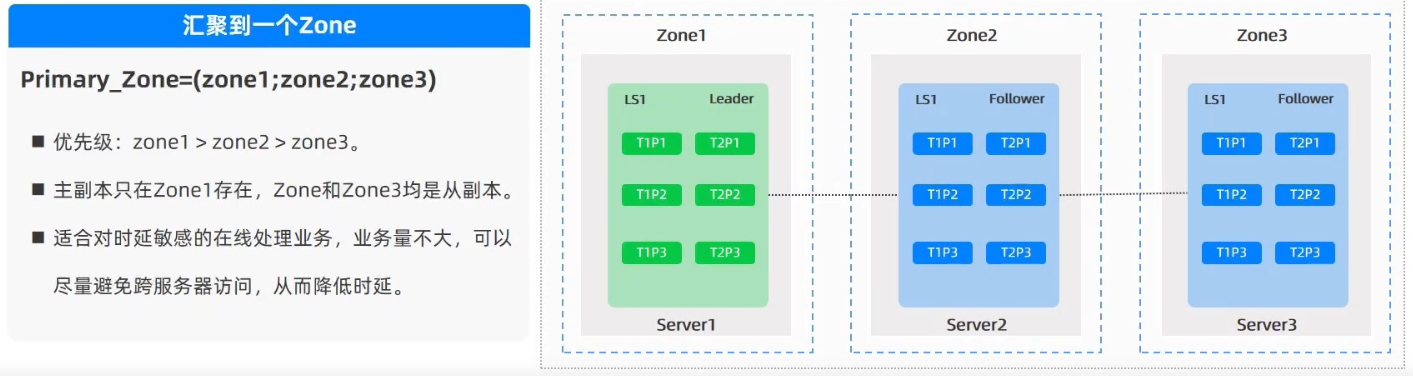 汇聚到一个Zone
Primary_Zone=(zone1;zone2;zone3)
■ 优先级：zone1 > zone2 > zone3。
■ 主副本只在Zone1存在，Zone和Zone3均是从副本。
■ 适合对时延敏感的在线处理业务，业务量不大，可以
尽量避免跨服务器访问，从而降低时延。
Zone1
LS1 Leader
T1P1 T2P1
T1P2 T2P2
T1P3 T2P3
Server1
Zone2
LS1 Follower
T1P1 T2P1
T1P2 T2P2
T1P3 T2P3
Server2
Zone3
LS1 Follower
T1P1 T2P1
T1P2 T2P2
T1P3 T2P3
Server3